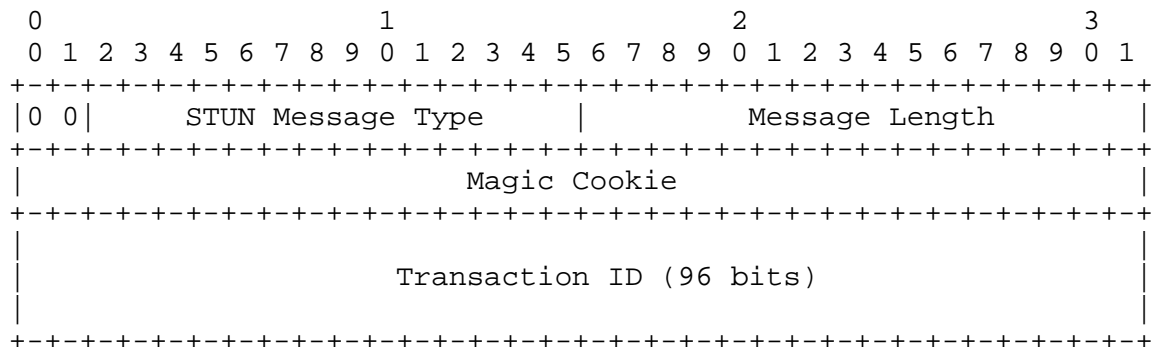 0                   1                   2                   3
 0 1 2 3 4 5 6 7 8 9 0 1 2 3 4 5 6 7 8 9 0 1 2 3 4 5 6 7 8 9 0 1
+-+-+-+-+-+-+-+-+-+-+-+-+-+-+-+-+-+-+-+-+-+-+-+-+-+-+-+-+-+-+-+-+
|0 0|     STUN Message Type     |         Message Length        |
+-+-+-+-+-+-+-+-+-+-+-+-+-+-+-+-+-+-+-+-+-+-+-+-+-+-+-+-+-+-+-+-+
|                         Magic Cookie                          |
+-+-+-+-+-+-+-+-+-+-+-+-+-+-+-+-+-+-+-+-+-+-+-+-+-+-+-+-+-+-+-+-+
|                                                               |
|                     Transaction ID (96 bits)                  |
|                                                               |
+-+-+-+-+-+-+-+-+-+-+-+-+-+-+-+-+-+-+-+-+-+-+-+-+-+-+-+-+-+-+-+-+